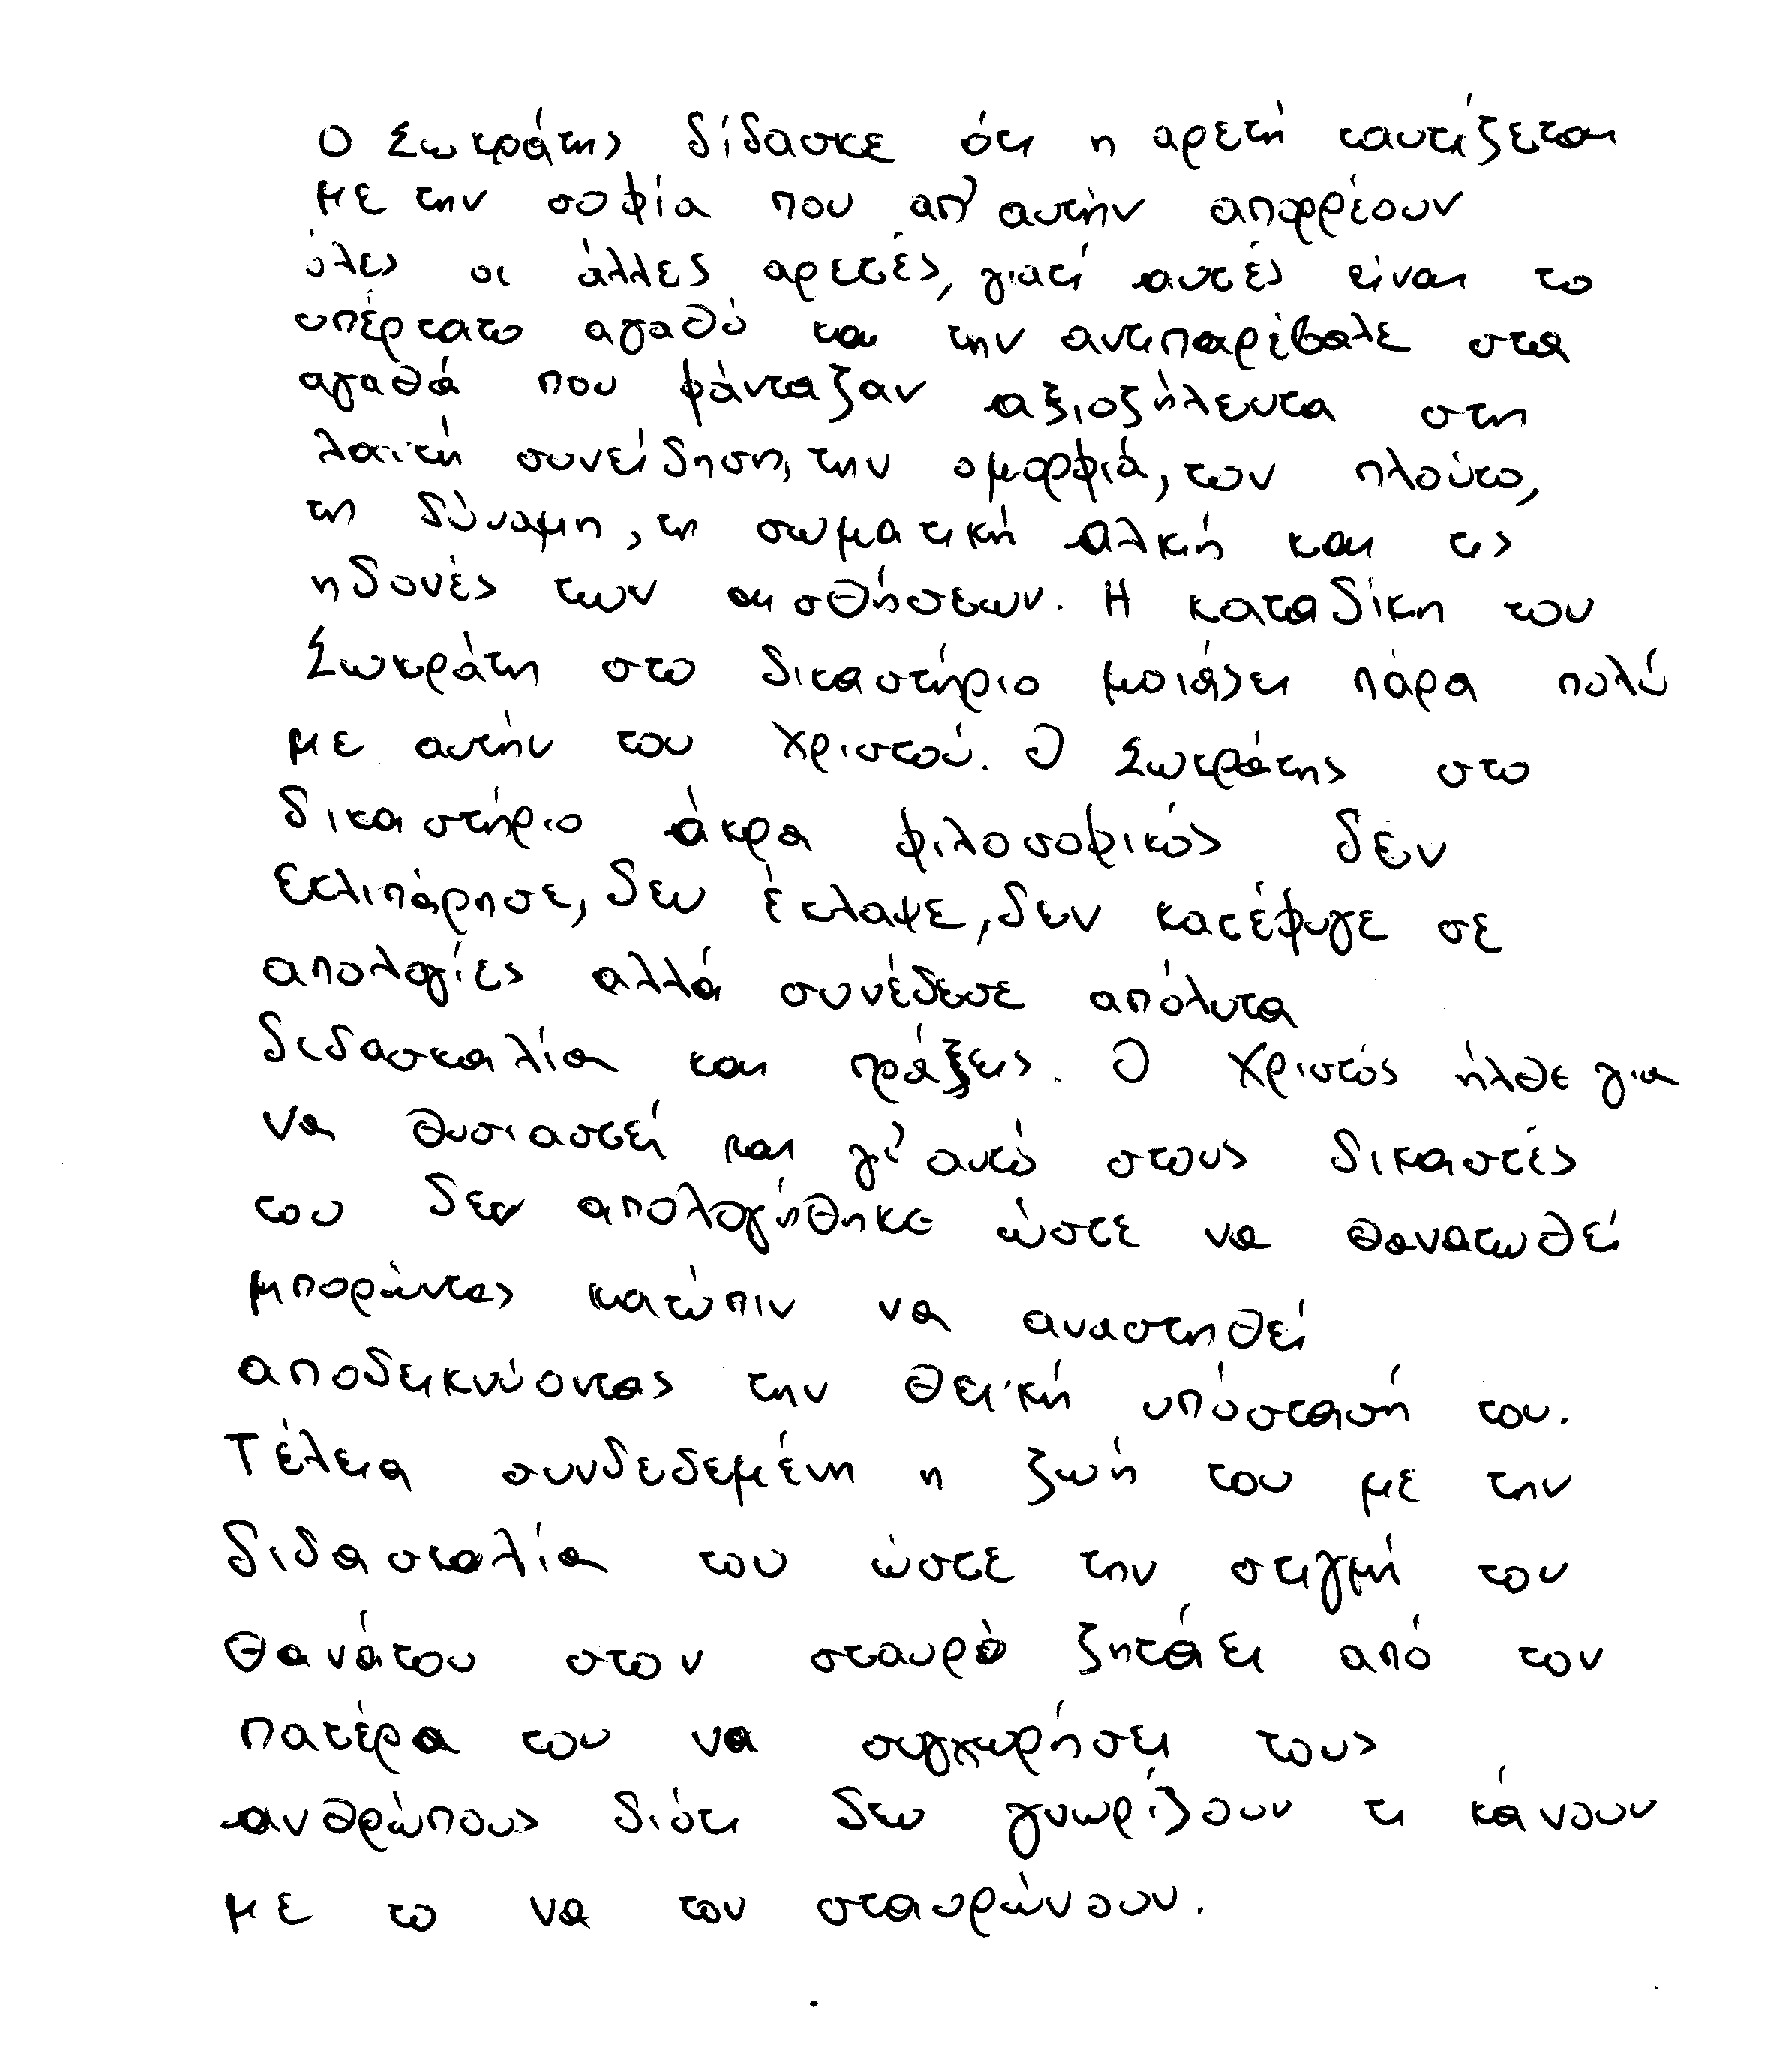 Ο Σωκράτης δίδασκε ότι η αρετή ταυτίζεται
με την σοφία που απ' αυτήν απορρέουν
όλες οι άλλες αρετές, γιατί αυτές είναι το
υπέρτατο αγαθό και την αντιπαρέβαλε στα
αγαθά που φάνταζαν αξιοζήλευτα στη
λαϊκή συνείδηση, την ομορφιά, τον πλούτο,
τη δύναμη, τη σωματική αλκή και τις
ηδονές των αισθήσεων. Η καταδίκη του
Σωκράτη στο δικαστήριο μοιάζει πάρα πολύ
με αυτήν του Χριστού. Ο Σωκράτης στο
δικαστήριο άκρα φιλοσοφικός δεν
εκλιπάρησε, δεν έκλαψε, δεν κατέφυγε σε
απολογίες αλλά συνέδεσε απόλυτα
διδασκαλία και πράξεις. Ο Χριστός ήλθε για
να θυσιαστεί και γι' αυτό στους δικαστές
του δεν απολογήθηκε ώστε να θανατωθεί
μπορώντας κατόπιν να αναστηθεί
αποδεικνύοντας την θεϊκή υπόστασή του.
Τέλεια συνδεδεμένη η ζωή του με την
διδασκαλία του ώστε την στιγμή του
θανάτου στον σταυρό ζητάει από τον
πατέρα του να συγχωρήσει τους
ανθρώπους διότι δεν γνωρίζουν τι κάνουν
με το να τον σταυρώνουν.